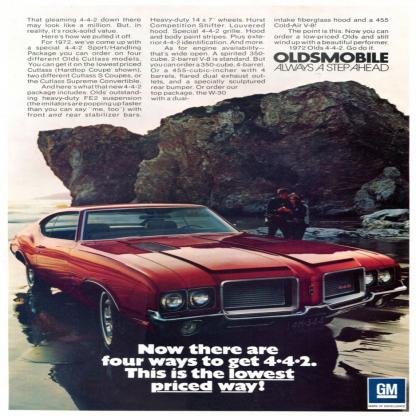 That gleaming 4-4-2 down there
may look like a million. But, in
reality, it's rock-solid value.
Here's how we pulled it off.
For 1972, we've come up with
a special 4-4-2 Sport/Handling
Package you can order on four
different Olds Cutlass models.
You can get it on the lowest priced
Cutlass (Hardtop Coupe shown),
two different Cutlass S Coupes, or
the Cutlass Supreme Convertible.
And here's what that new 4-4-2
package includes: Olds' outstand-
ing heavy-duty FE2 suspension
(the imitators are popping up faster
than you can say "me, too") with
front and rear stabilizer bars.
Heavy-duty 14 x 7" wheels. Hurst
Competition Shifter. Louvered
hood. Special 4-4-2 grille. Hood
and body paint stripes. Plus exte-
rior 4-4-2 identification. And more.
As for engine availability—
that's wide open. A spirited 350-
cube, 2-barrel V-8 is standard. But
you can order a 350-cube, 4-barrel.
Or a 455-cubic-incher with 4
barrels, flared dual exhaust out-
lets, and a specially sculptured
rear bumper. Or order our
top package, the W-30
with a dual-
intake fiberglass hood and a 455
Cold-Air V-8!
The point is this. Now you can
order a low-priced Olds and still
wind up with a beautiful performer.
1972 Olds 4-4-2. Go do it.
OLDSMOBILE
ALWAYS A STEP AHEAD
Now there are
four ways to get 4·4·2.
This is the lowest
priced way!
GM
MARK OF EXCELLENCE